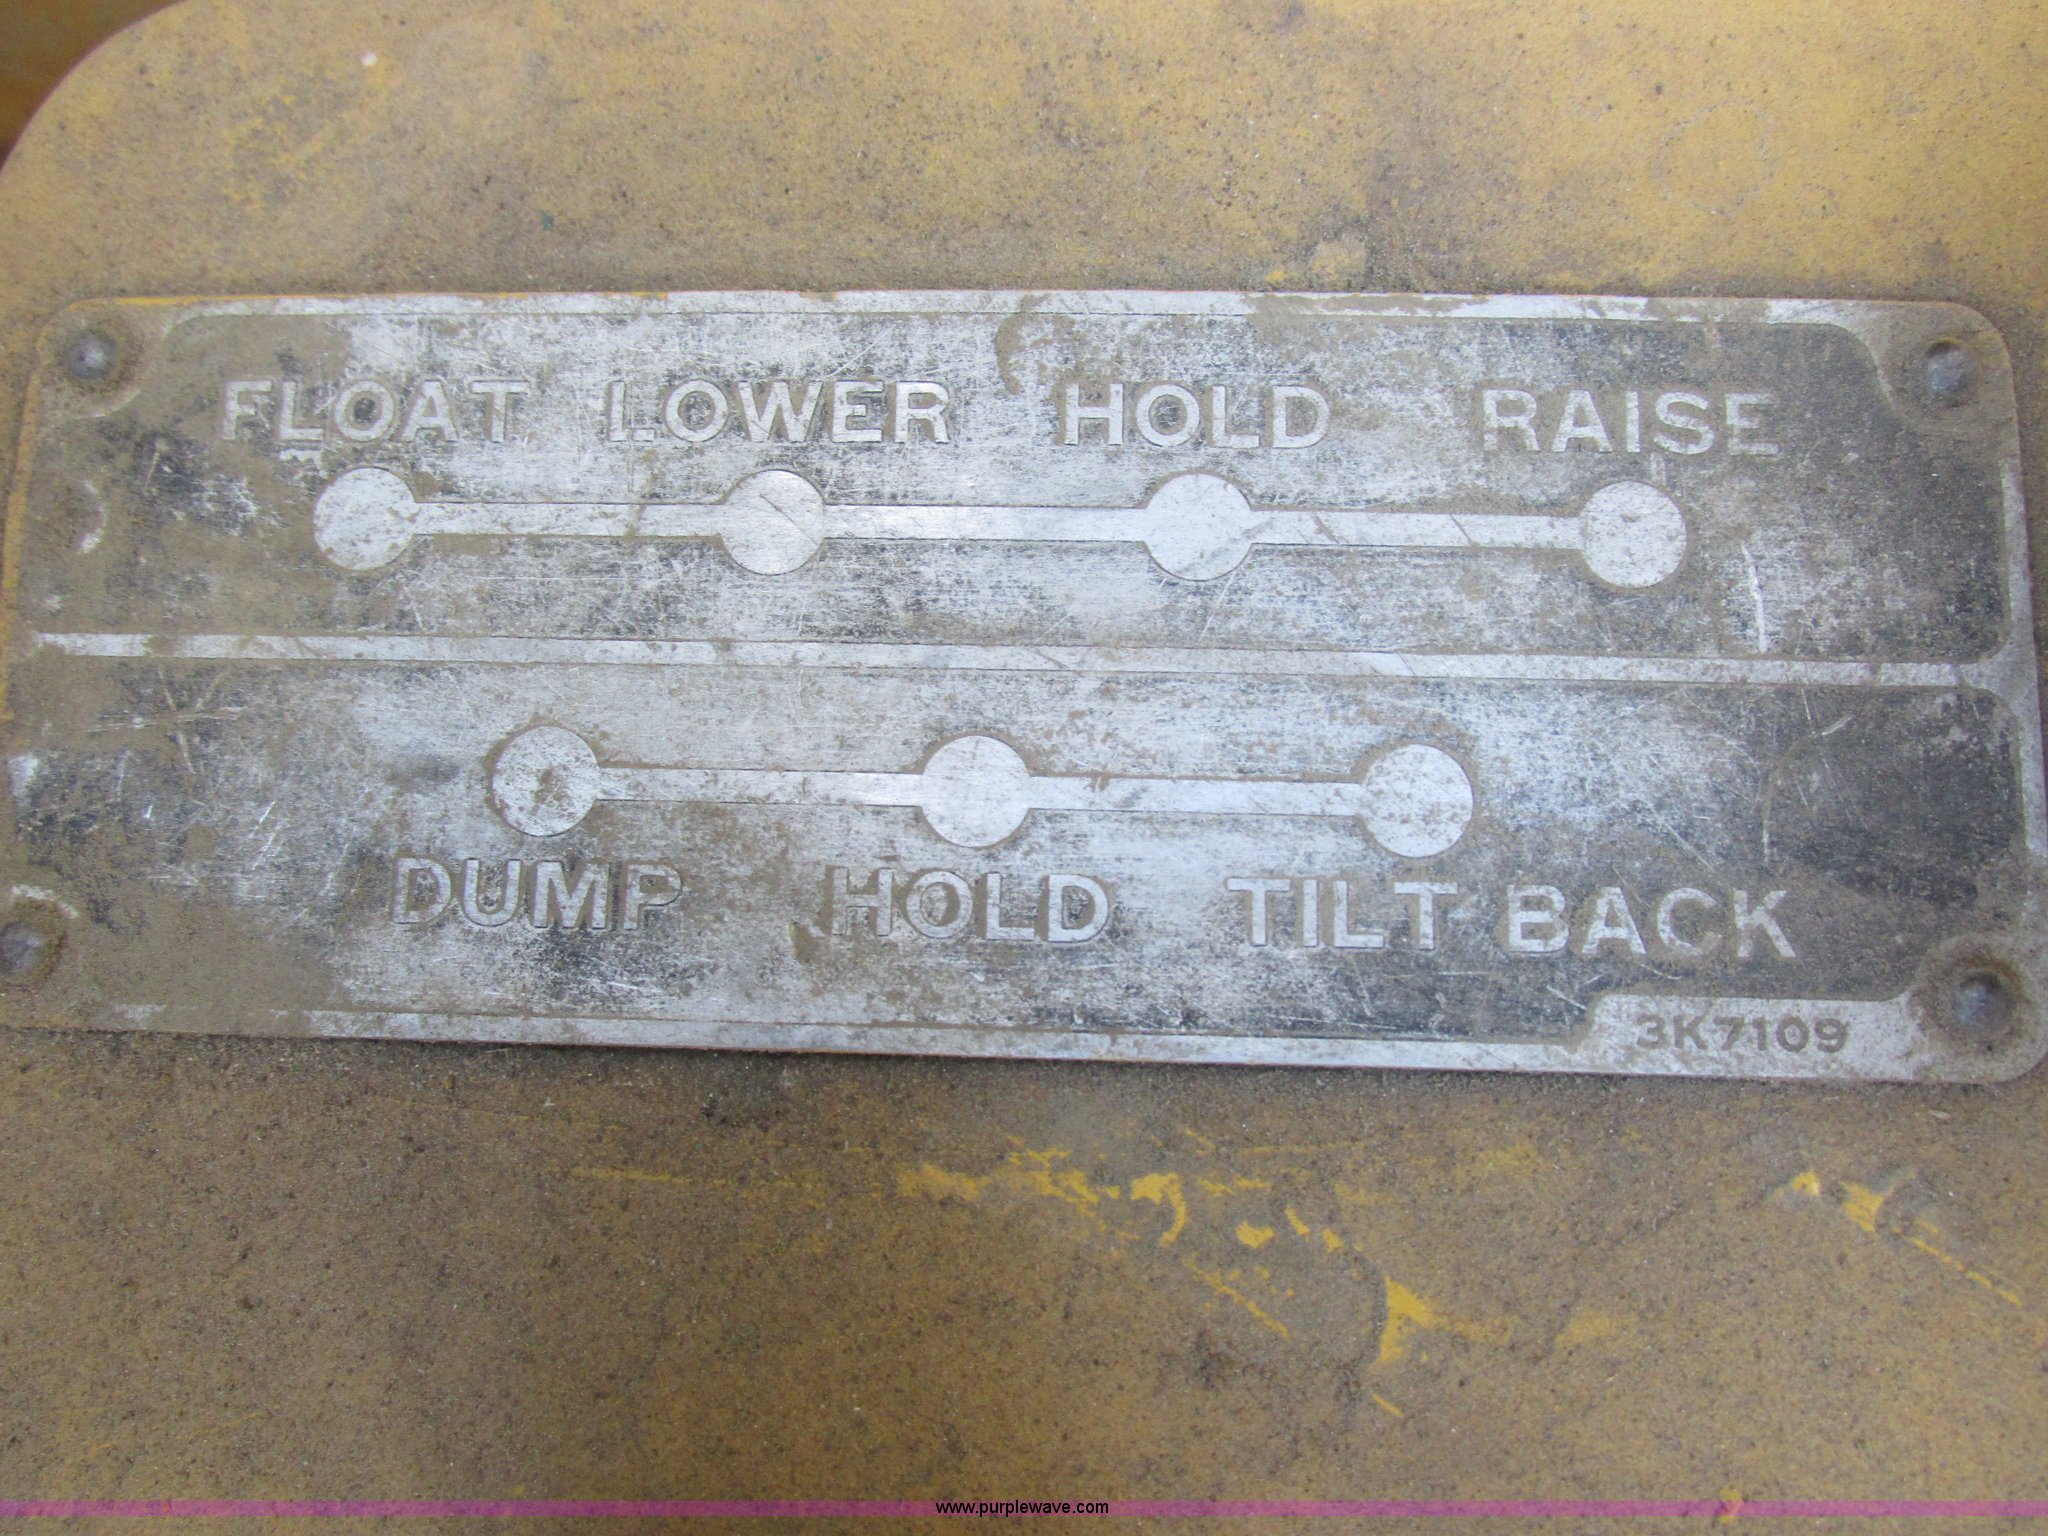 FLOAT LOWER HOLD RAISE
DUMP HOLD TILT BACK
3K7109
www.purplewave.com